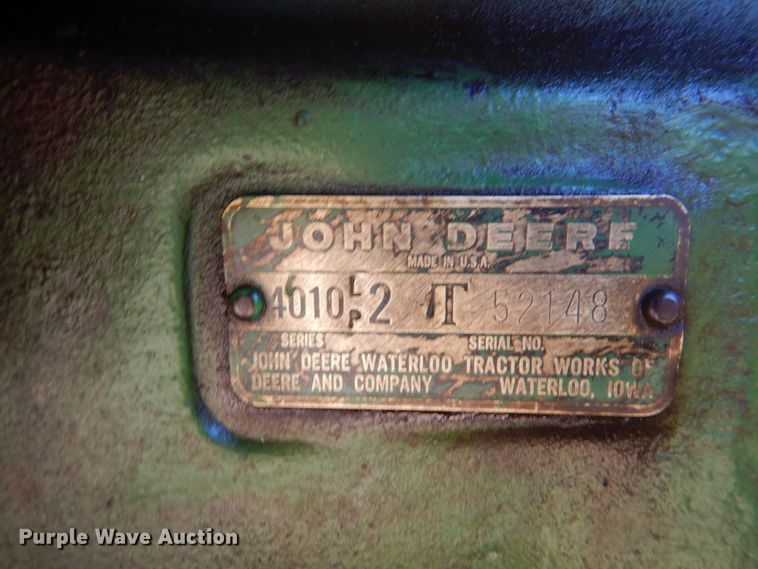 JOHN DEERE
MADE IN U.S.A.
4010 LP 2 T 52148
SERIES SERIAL NO.
JOHN DEERE WATERLOO TRACTOR WORKS OF
DEERE AND COMPANY WATERLOO, IOWA
Purple Wave Auction